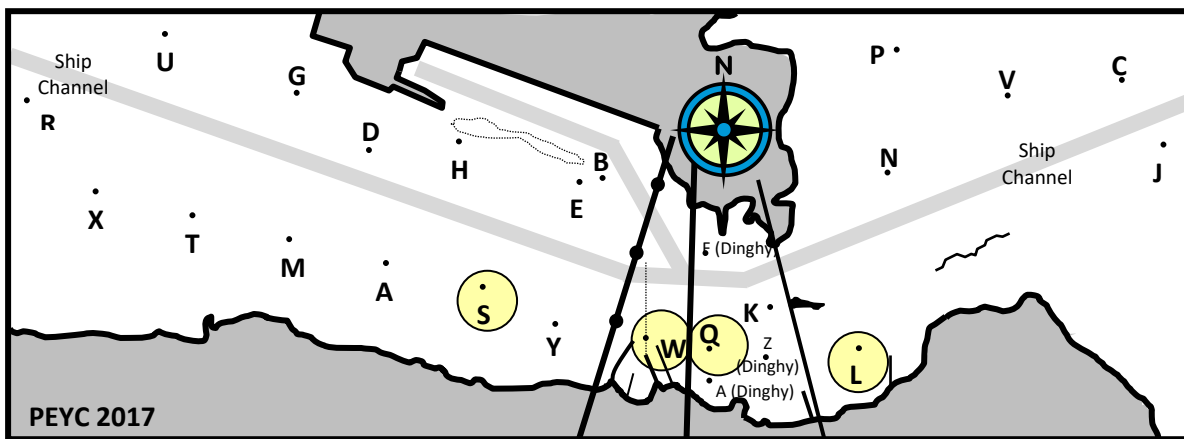 U
Ship
Channel
G
R
D
H
B
E
X
T
M
A
S
Y
N
P
V
C
N
J
Ship
Channel
F (Dinghy)
K
W
Q
Z
(Dinghy)
L
A (Dinghy)
PEYC 2017